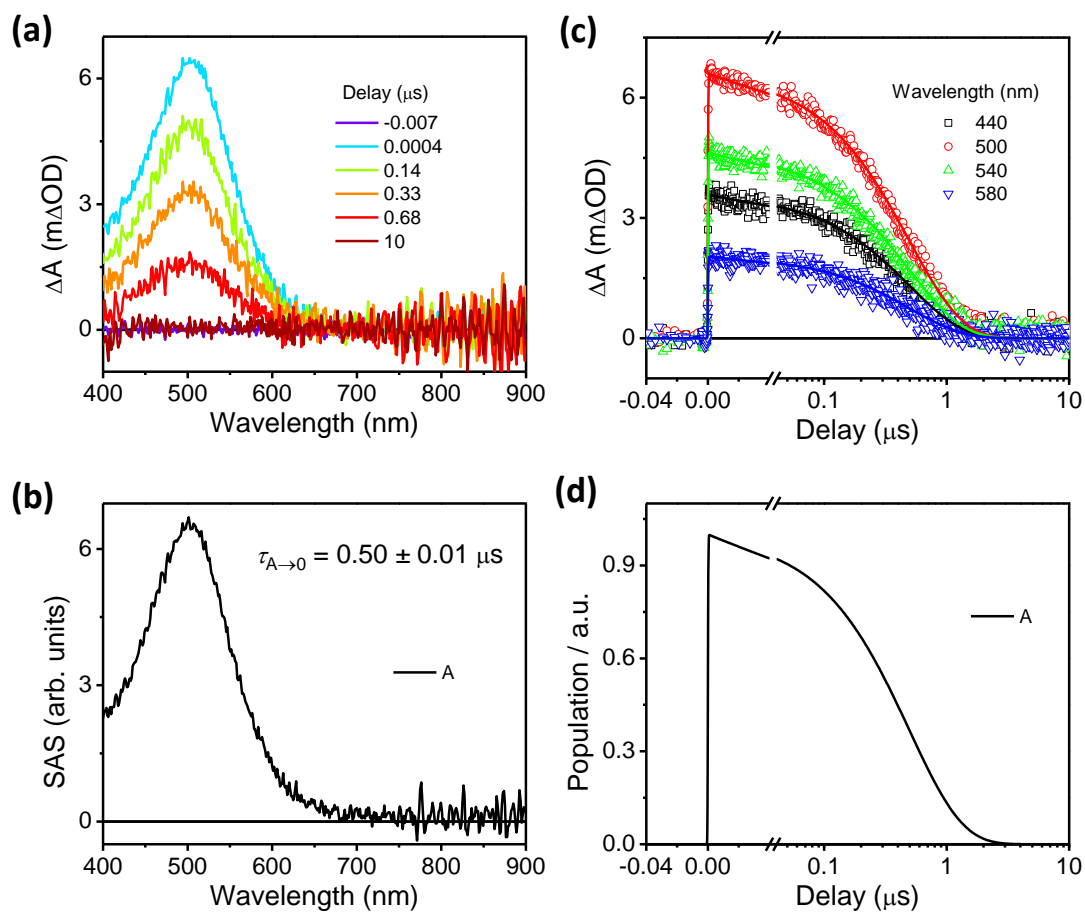 (a)
ΔA (mΔOD)
6
3
0
Delay (μs)
-0.007
0.0004
0.14
0.33
0.68
10
400 500 600 700 800 900
Wavelength (nm)
(c)
ΔA (mΔOD)
6
3
0
Wavelength (nm)
440
500
540
580
-0.04 0.00 0.1 1 10
Delay (μs)
(b)
SAS (arb. units)
6
3
0
τA→0 = 0.50 ± 0.01 μs
A
400 500 600 700 800 900
Wavelength (nm)
(d)
Population / a.u.
0.9
0.6
0.3
0.0
A
-0.04 0.00 0.1 1 10
Delay (μs)